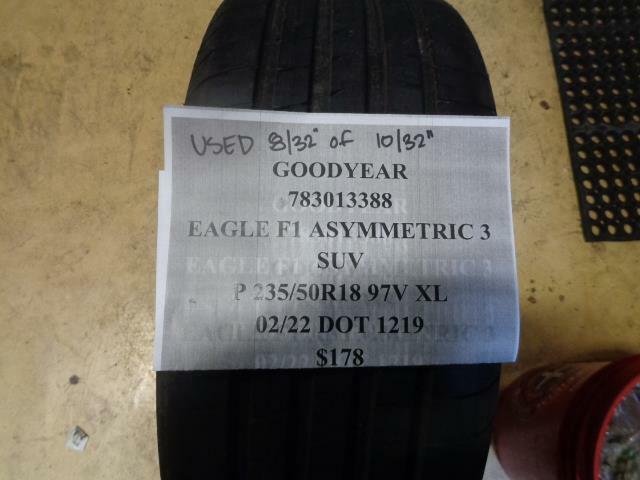 USED 8/32" of 10/32"
GOODYEAR
783013388
EAGLE F1 ASYMMETRIC 3
SUV
P 235/50R18 97V XL
02/22 DOT 1219
$178